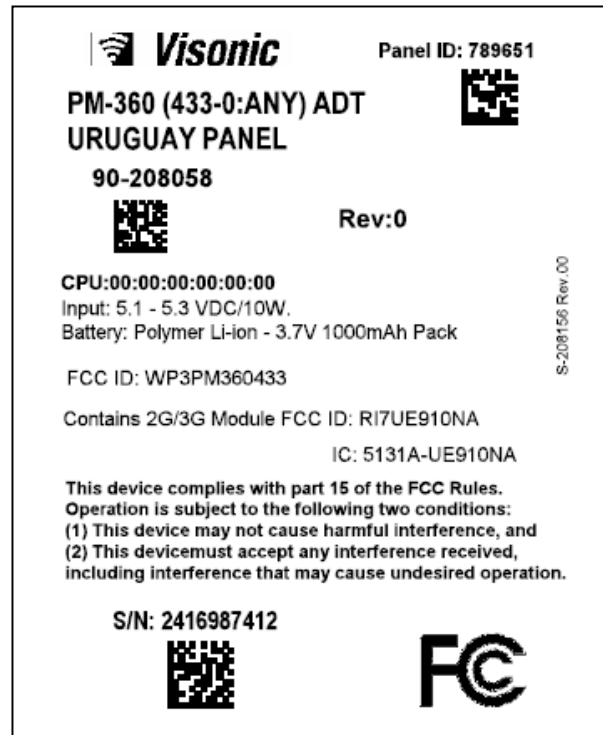 Visonic
Panel ID: 789651
PM-360 (433-0:ANY) ADT
URUGUAY PANEL
90-208058
Rev:0
CPU:00:00:00:00:00:00
Input: 5.1 - 5.3 VDC/10W.
Battery: Polymer Li-ion - 3.7V 1000mAh Pack
S-208156 Rev.00
FCC ID: WP3PM360433
Contains 2G/3G Module FCC ID: RI7UE910NA
IC: 5131A-UE910NA
This device complies with part 15 of the FCC Rules.
Operation is subject to the following two conditions:
(1) This device may not cause harmful interference, and
(2) This devicemust accept any interference received,
including interference that may cause undesired operation.
S/N: 2416987412
FC